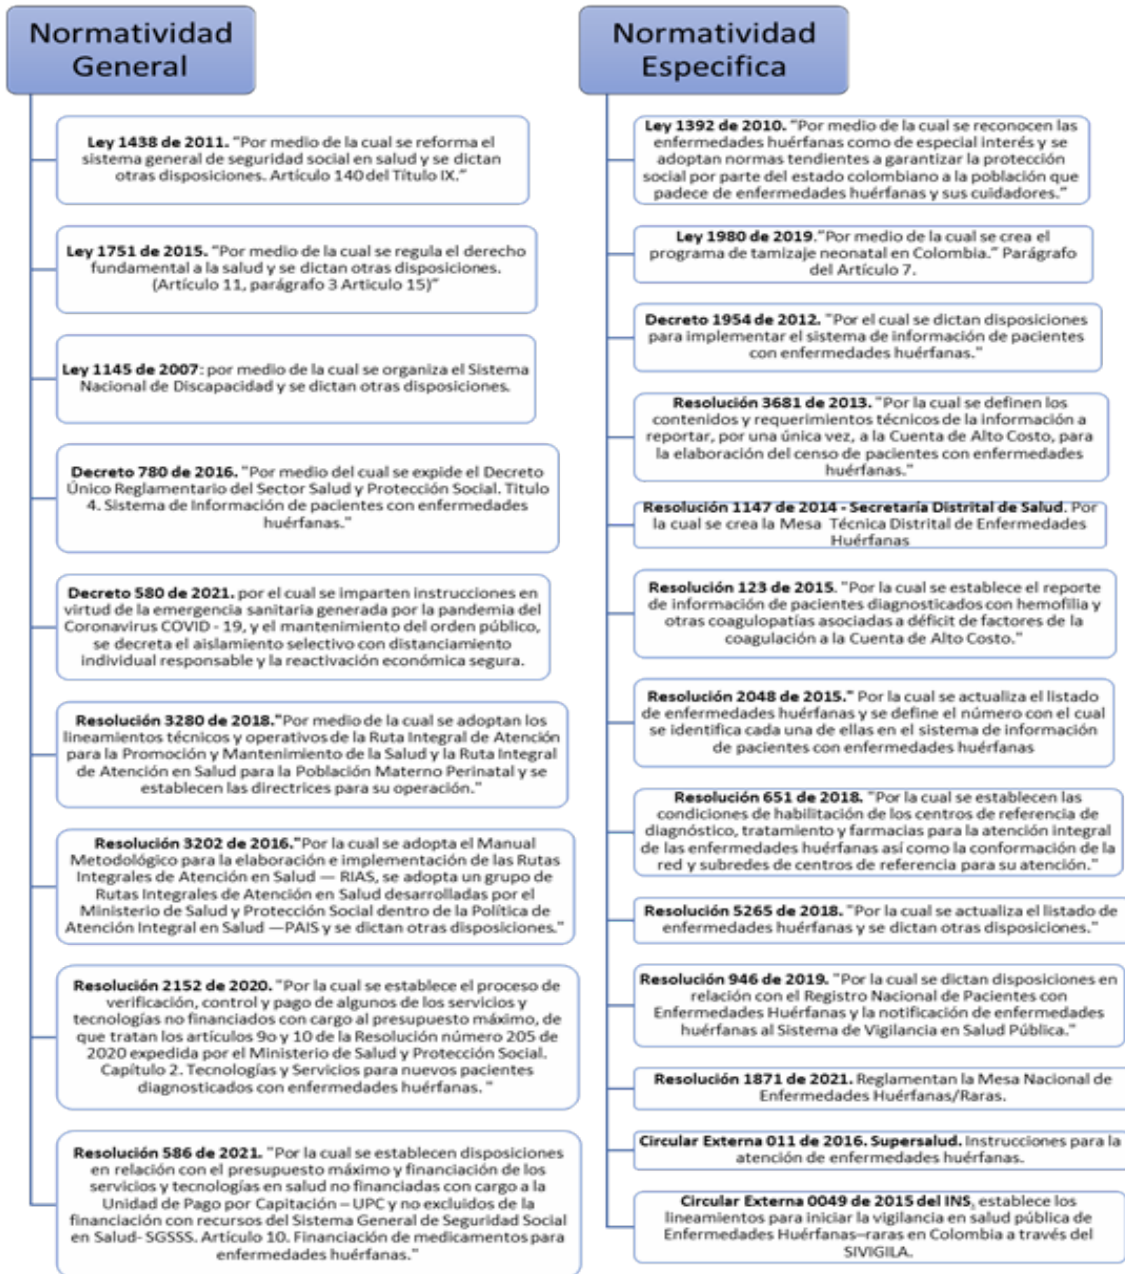 Normatividad
General
Ley 1438 de 2011. "Por medio de la cual se reforma el
sistema general de seguridad social en salud y se dictan
otras disposiciones. Artículo 140 del Título IX."
Ley 1751 de 2015. "Por medio de la cual se regula el derecho
fundamental a la salud y se dictan otras disposiciones.
(Artículo 11, parágrafo 3 Articulo 15)"
Ley 1145 de 2007: por medio de la cual se organiza el Sistema
Nacional de Discapacidad y se dictan otras disposiciones.
Decreto 780 de 2016. "Por medio del cual se expide el Decreto
Único Reglamentario del Sector Salud y Protección Social. Titulo
4. Sistema de Información de pacientes con enfermedades
huérfanas."
Decreto 580 de 2021. por el cual se imparten instrucciones en
virtud de la emergencia sanitaria generada por la pandemia del
Coronavirus COVID - 19, y el mantenimiento del orden público,
se decreta el aislamiento selectivo con distanciamiento
individual responsable y la reactivación económica segura.
Resolución 3280 de 2018."Por medio de la cual se adoptan los
lineamientos técnicos y operativos de la Ruta Integral de Atención
para la Promoción y Mantenimiento de la Salud y la Ruta Integral
de Atención en Salud para la Población Materno Perinatal y se
establecen las directrices para su operación."
Resolución 3202 de 2016."Por la cual se adopta el Manual
Metodológico para la elaboración e implementación de las Rutas
Integrales de Atención en Salud — RIAS, se adopta un grupo de
Rutas Integrales de Atención en Salud desarrolladas por el
Ministerio de Salud y Protección Social dentro de la Política de
Atención Integral en Salud —PAIS y se dictan otras disposiciones."
Resolución 2152 de 2020. "Por la cual se establece el proceso de
verificación, control y pago de algunos de los servicios y
tecnologías no financiados con cargo al presupuesto máximo, de
que tratan los artículos 9o y 10 de la Resolución número 205 de
2020 expedida por el Ministerio de Salud y Protección Social.
Capítulo 2. Tecnologías y Servicios para nuevos pacientes
diagnosticados con enfermedades huérfanas. "
Resolución 586 de 2021. "Por la cual se establecen disposiciones
en relación con el presupuesto máximo y financiación de los
servicios y tecnologías en salud no financiadas con cargo a la
Unidad de Pago por Capitación – UPC y no excluidos de la
financiación con recursos del Sistema General de Seguridad Social
en Salud- SGSSS. Artículo 10. Financiación de medicamentos para
enfermedades huérfanas."
Normatividad
Especifica
Ley 1392 de 2010. "Por medio de la cual se reconocen las
enfermedades huérfanas como de especial interés y se
adoptan normas tendientes a garantizar la protección
social por parte del estado colombiano a la población que
padece de enfermedades huérfanas y sus cuidadores."
Ley 1980 de 2019."Por medio de la cual se crea el
programa de tamizaje neonatal en Colombia." Parágrafo
del Artículo 7.
Decreto 1954 de 2012. "Por el cual se dictan disposiciones
para implementar el sistema de información de pacientes
con enfermedades huérfanas."
Resolución 3681 de 2013. "Por la cual se definen los
contenidos y requerimientos técnicos de la información a
reportar, por una única vez, a la Cuenta de Alto Costo, para
la elaboración del censo de pacientes con enfermedades
huérfanas."
Resolución 1147 de 2014 - Secretaría Distrital de Salud. Por
la cual se crea la Mesa Técnica Distrital de Enfermedades
Huérfanas
Resolución 123 de 2015. "Por la cual se establece el reporte
de información de pacientes diagnosticados con hemofilia y
otras coagulopatías asociadas a déficit de factores de la
coagulación a la Cuenta de Alto Costo."
Resolución 2048 de 2015." Por la cual se actualiza el listado
de enfermedades huérfanas y se define el número con el cual
se identifica cada una de ellas en el sistema de información
de pacientes con enfermedades huérfanas
Resolución 651 de 2018. "Por la cual se establecen las
condiciones de habilitación de los centros de referencia de
diagnóstico, tratamiento y farmacias para la atención integral
de las enfermedades huérfanas así como la conformación de la
red y subredes de centros de referencia para su atención."
Resolución 5265 de 2018. "Por la cual se actualiza el listado de
enfermedades huérfanas y se dictan otras disposiciones."
Resolución 946 de 2019. "Por la cual se dictan disposiciones en
relación con el Registro Nacional de Pacientes con
Enfermedades Huérfanas y la notificación de enfermedades
huérfanas al Sistema de Vigilancia en Salud Pública."
Resolución 1871 de 2021. Reglamentan la Mesa Nacional de
Enfermedades Huérfanas/Raras.
Circular Externa 011 de 2016. Supersalud. Instrucciones para la
atención de enfermedades huérfanas.
Circular Externa 0049 de 2015 del INS, establece los
lineamientos para iniciar la vigilancia en salud pública de
Enfermedades Huérfanas–raras en Colombia a través del
SIVIGILA.